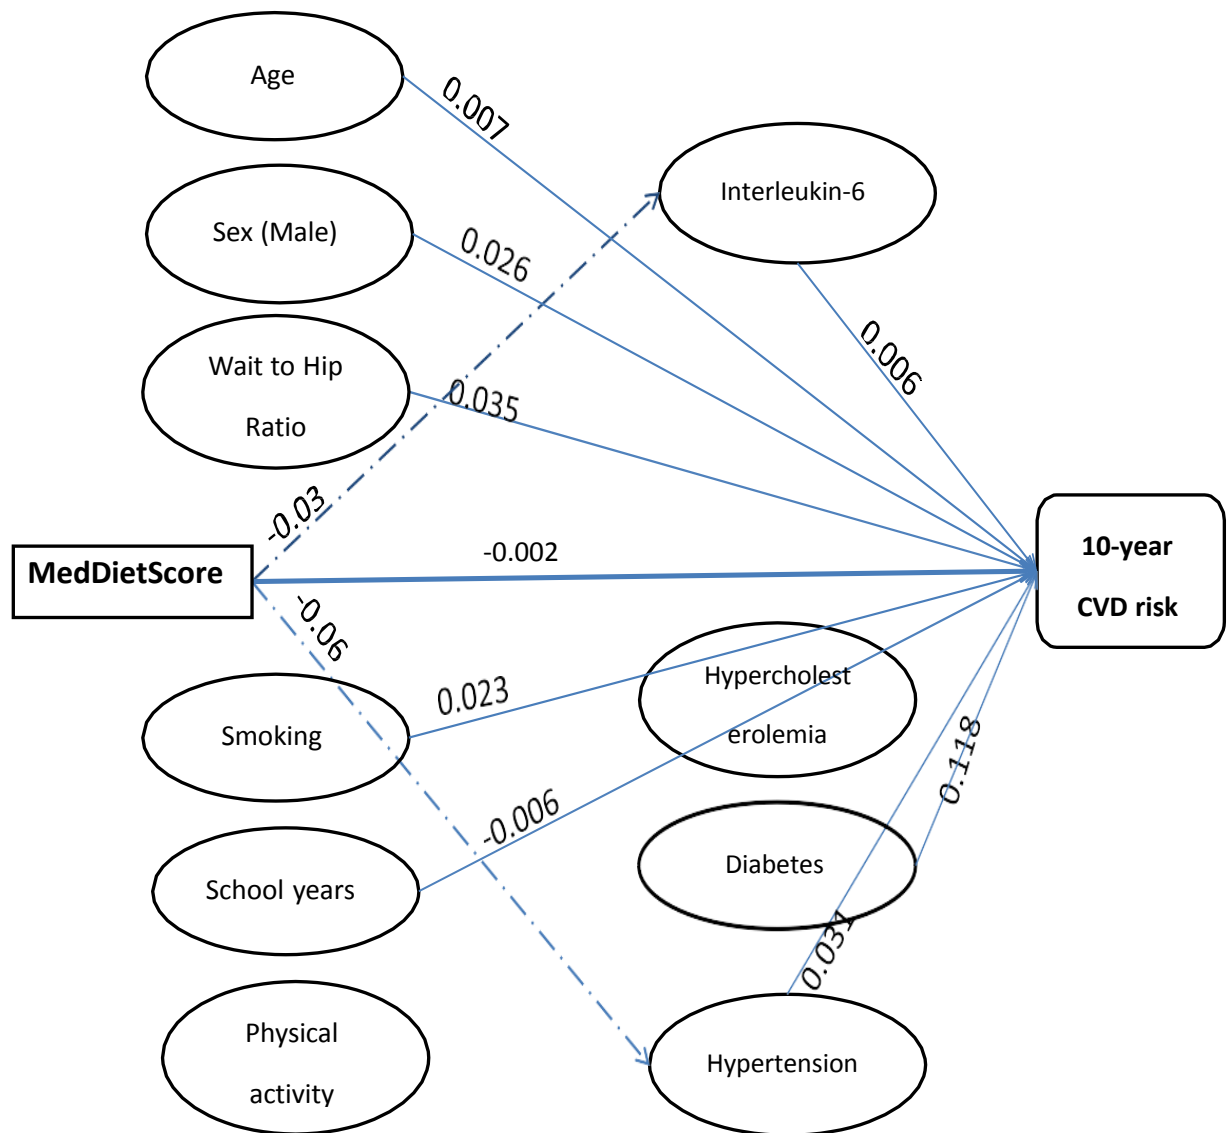 Age
0.007
Interleukin-6
Sex (Male)
0.026
0.006
Wait to Hip
Ratio
0.035
-0.03
MedDietScore
-0.002
10-year
CVD risk
-0.06
Smoking
0.023
Hypercholest
erolemia
0.118
School years
-0.006
Diabetes
0.031
Physical
activity
Hypertension